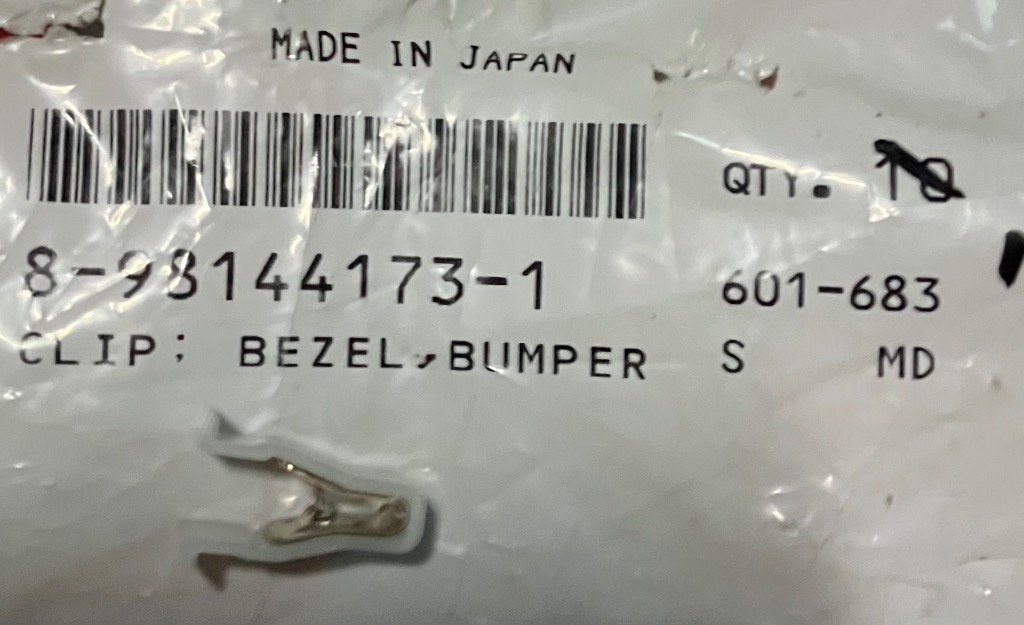 MADE IN JAPAN
QTY. 10
8-98144173-1 601-683
CLIP; BEZEL,BUMPER S MD